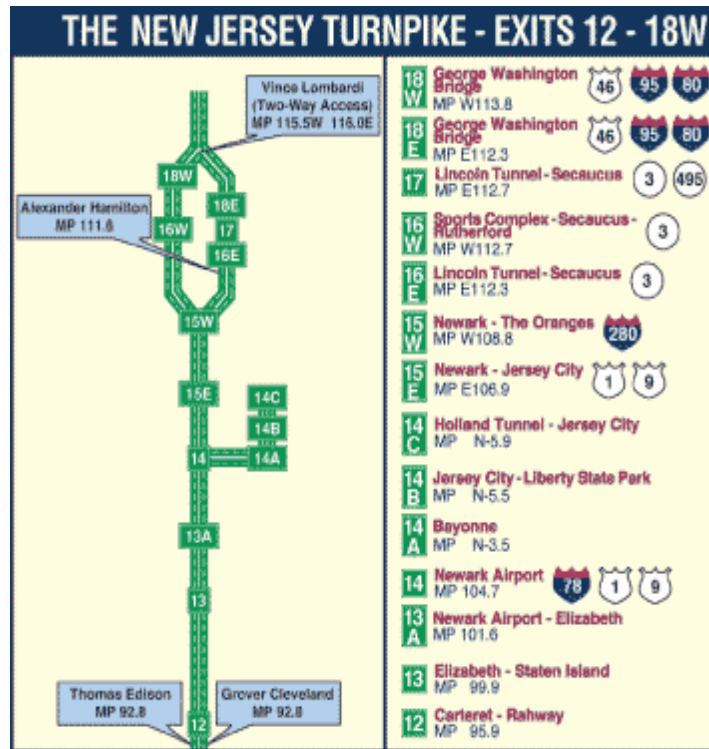 THE NEW JERSEY TURNPIKE - EXITS 12 - 18W
Vince Lombardi
(Two-Way Access)
MP 115.5W 116.0E
18W
18E
Alexander Hamilton
MP 111.6
16W
17
16E
15W
15E
14C
14B
14
14A
13A
13
Thomas Edison
MP 92.8
Grover Cleveland
MP 92.8
12
18 W George Washington
Bridge 46 95 80
MP W113.8
18 E George Washington
Bridge 46 95 80
MP E112.3
17 Lincoln Tunnel - Secaucus 3 495
MP E112.7
16 W Sports Complex - Secaucus -
Rutherford 3
MP W112.7
16 E Lincoln Tunnel - Secaucus 3
MP E112.3
15 W Newark - The Oranges 280
MP W108.8
15 E Newark - Jersey City 1 9
MP E106.9
14 C Holland Tunnel - Jersey City
MP N-5.9
14 B Jersey City - Liberty State Park
MP N-5.5
14 A Bayonne
MP N-3.5
14 Newark Airport 78 1 9
MP 104.7
13 A Newark Airport - Elizabeth
MP 101.6
13 Elizabeth - Staten Island
MP 99.9
12 Carteret - Rahway
MP 95.9